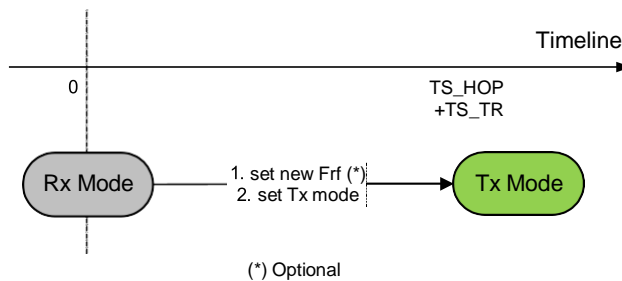 Timeline
0
TS_HOP
+TS_TR
Rx Mode
1. set new Frf (*)
2. set Tx mode
Tx Mode
(*) Optional